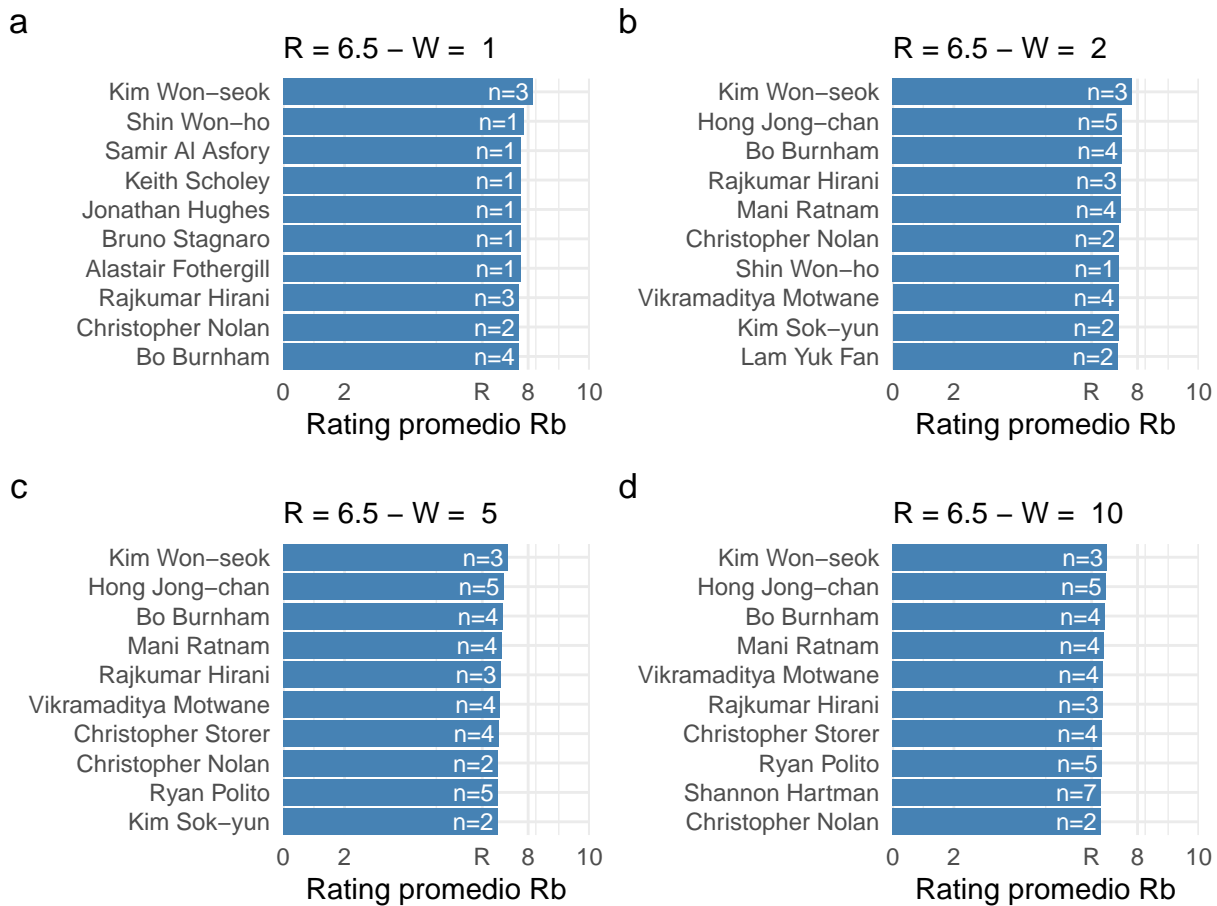 a
R = 6.5 − W =  1
Kim Won−seok n=3
Shin Won−ho n=1
Samir Al Asfory n=1
Keith Scholey n=1
Jonathan Hughes n=1
Bruno Stagnaro n=1
Alastair Fothergill n=1
Rajkumar Hirani n=3
Christopher Nolan n=2
Bo Burnham n=4
0 2 R 8 10
Rating promedio Rb
b
R = 6.5 − W =  2
Kim Won−seok n=3
Hong Jong−chan n=5
Bo Burnham n=4
Rajkumar Hirani n=3
Mani Ratnam n=4
Christopher Nolan n=2
Shin Won−ho n=1
Vikramaditya Motwane n=4
Kim Sok−yun n=2
Lam Yuk Fan n=2
0 2 R 8 10
Rating promedio Rb
c
R = 6.5 − W =  5
Kim Won−seok n=3
Hong Jong−chan n=5
Bo Burnham n=4
Mani Ratnam n=4
Rajkumar Hirani n=3
Vikramaditya Motwane n=4
Christopher Storer n=4
Christopher Nolan n=2
Ryan Polito n=5
Kim Sok−yun n=2
0 2 R 8 10
Rating promedio Rb
d
R = 6.5 − W =  10
Kim Won−seok n=3
Hong Jong−chan n=5
Bo Burnham n=4
Mani Ratnam n=4
Vikramaditya Motwane n=4
Rajkumar Hirani n=3
Christopher Storer n=4
Ryan Polito n=5
Shannon Hartman n=7
Christopher Nolan n=2
0 2 R 8 10
Rating promedio Rb